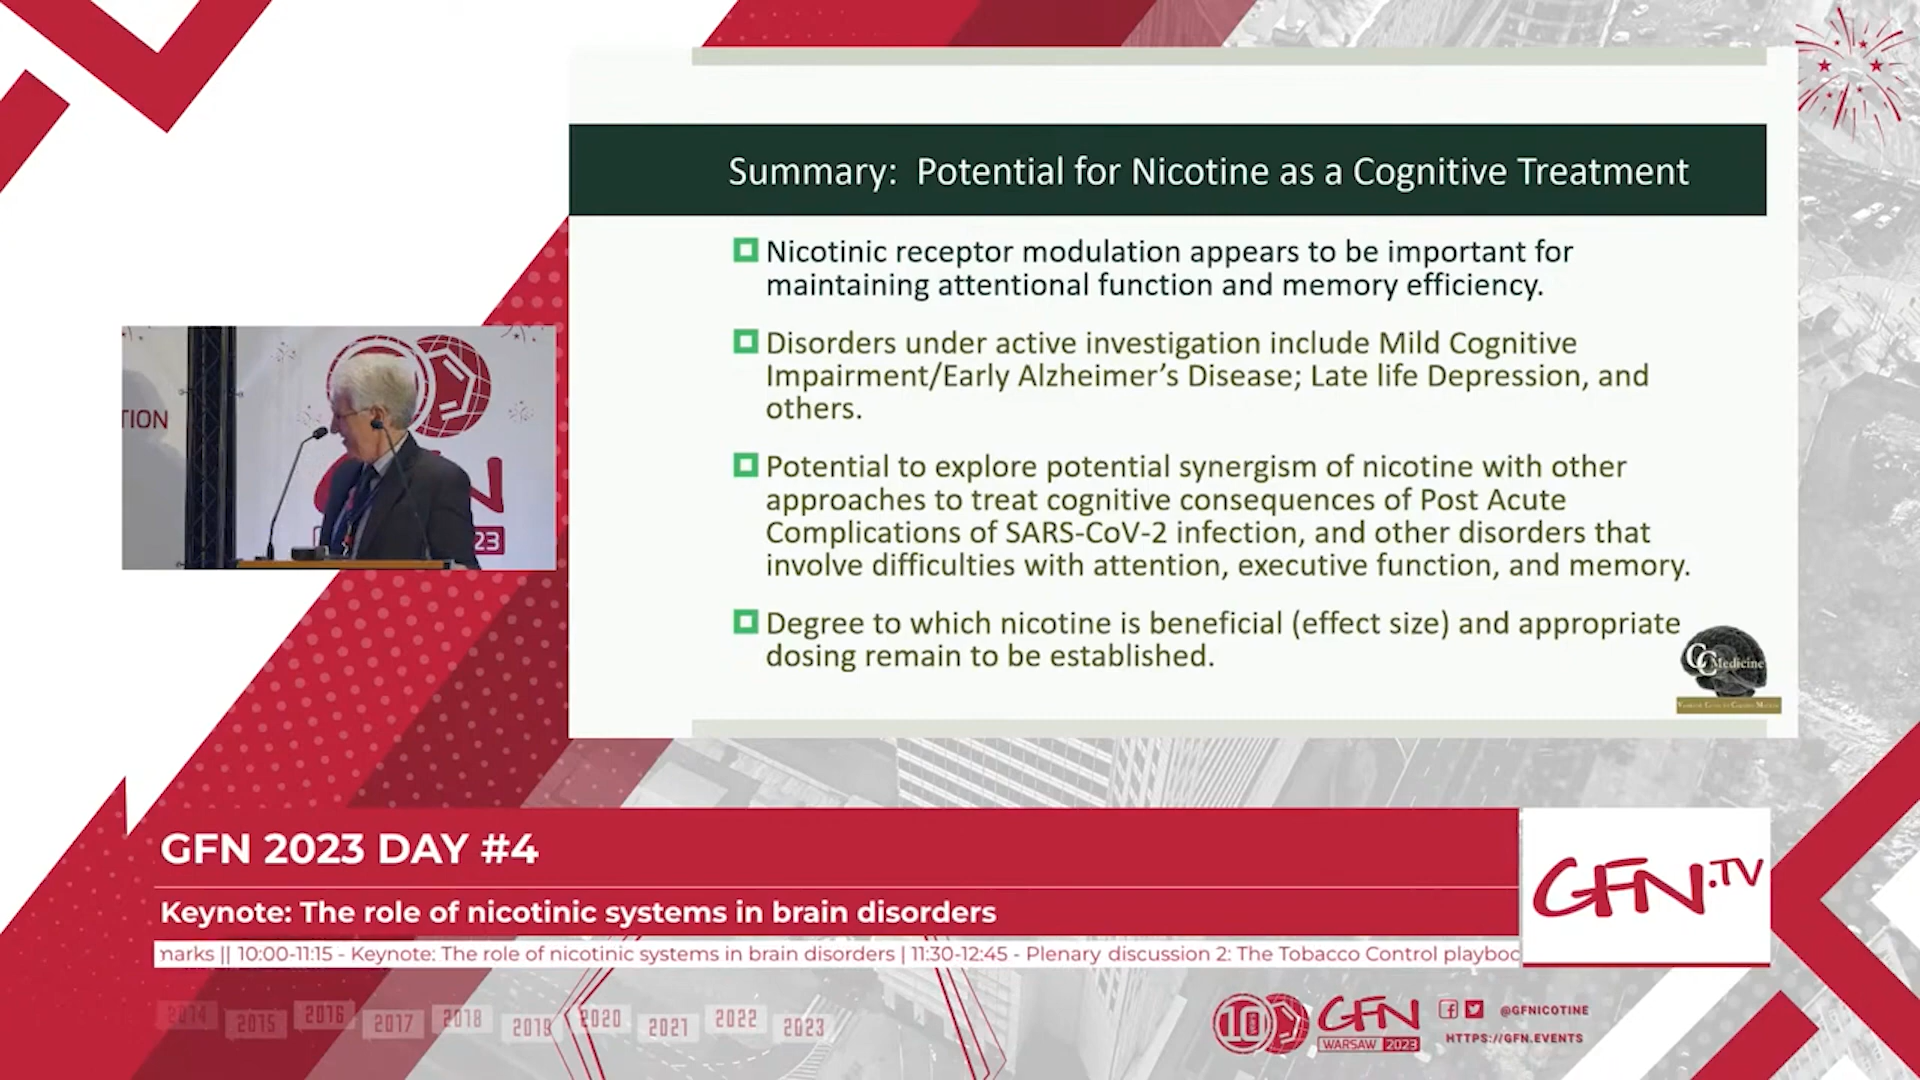 Summary: Potential for Nicotine as a Cognitive Treatment
Nicotinic receptor modulation appears to be important for
maintaining attentional function and memory efficiency.
Disorders under active investigation include Mild Cognitive
Impairment/Early Alzheimer's Disease; Late life Depression, and
others.
Potential to explore potential synergism of nicotine with other
approaches to treat cognitive consequences of Post Acute
Complications of SARS-CoV-2 infection, and other disorders that
involve difficulties with attention, executive function, and memory.
Degree to which nicotine is beneficial (effect size) and appropriate
dosing remain to be established.
CC Medicine
TION
23
GFN 2023 DAY #4
Keynote: The role of nicotinic systems in brain disorders
marks || 10:00-11:15 - Keynote: The role of nicotinic systems in brain disorders | 11:30-12:45 - Plenary discussion 2: The Tobacco Control playboo
GFN.TV
2014 2015 2016 2017 2018 2019 2020 2021 2022 2023
10 GFN
WARSAW 2023
@GFNICOTINE
HTTPS://GFN.EVENTS